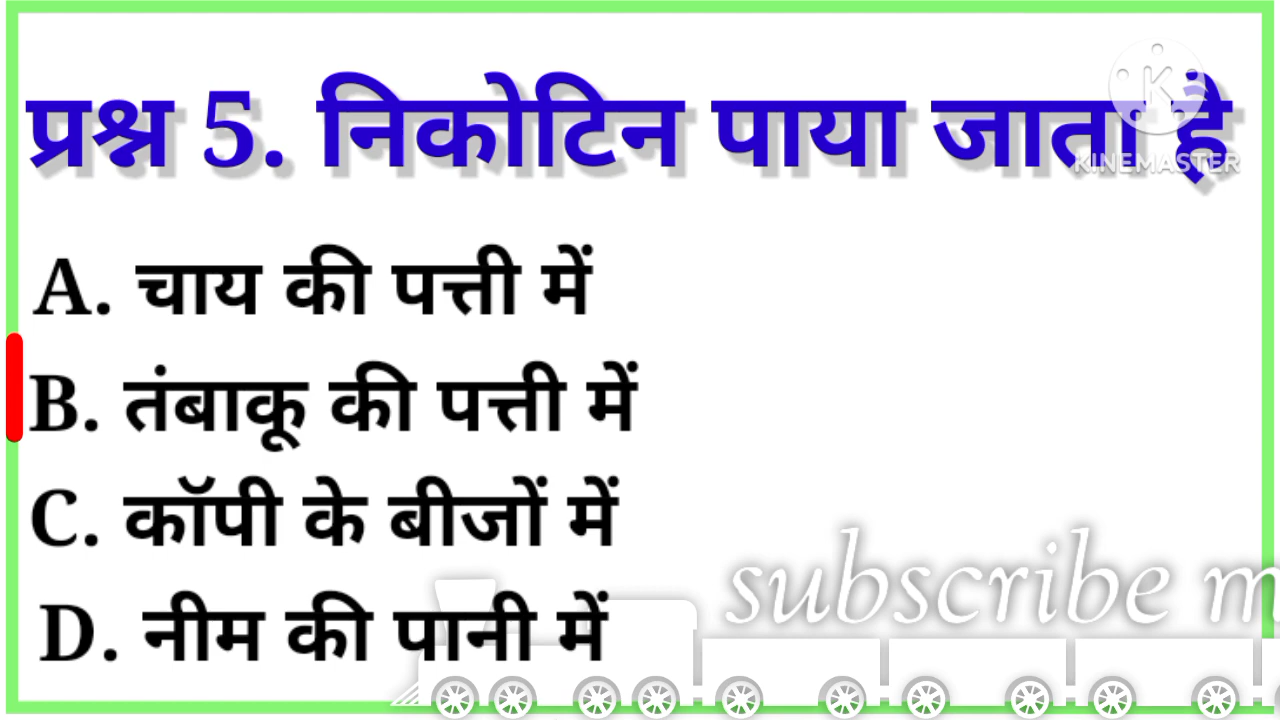 प्रश्न 5. निकोटिन पाया जाता है
KINEMASTER
A. चाय की पत्ती में
B. तंबाकू की पत्ती में
C. कॉपी के बीजों में
D. नीम की पानी में
subscribe m